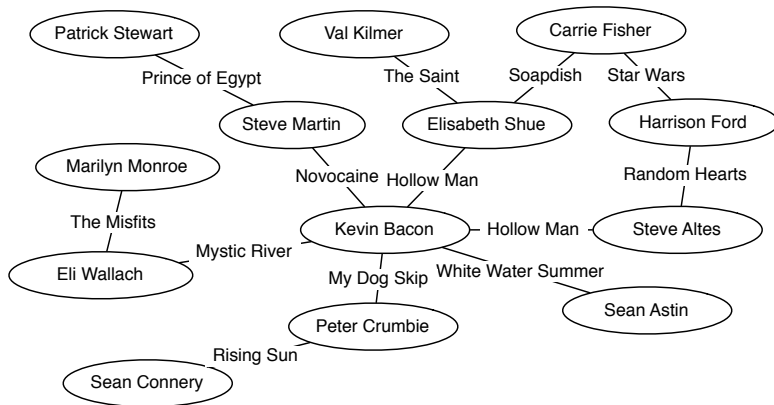 Patrick Stewart
Val Kilmer
Carrie Fisher
Prince of Egypt
The Saint
Soapdish
Star Wars
Steve Martin
Elisabeth Shue
Harrison Ford
Marilyn Monroe
Novocaine
Hollow Man
Random Hearts
The Misfits
Kevin Bacon
Hollow Man
Steve Altes
Mystic River
Eli Wallach
My Dog Skip
White Water Summer
Sean Astin
Peter Crumbie
Rising Sun
Sean Connery